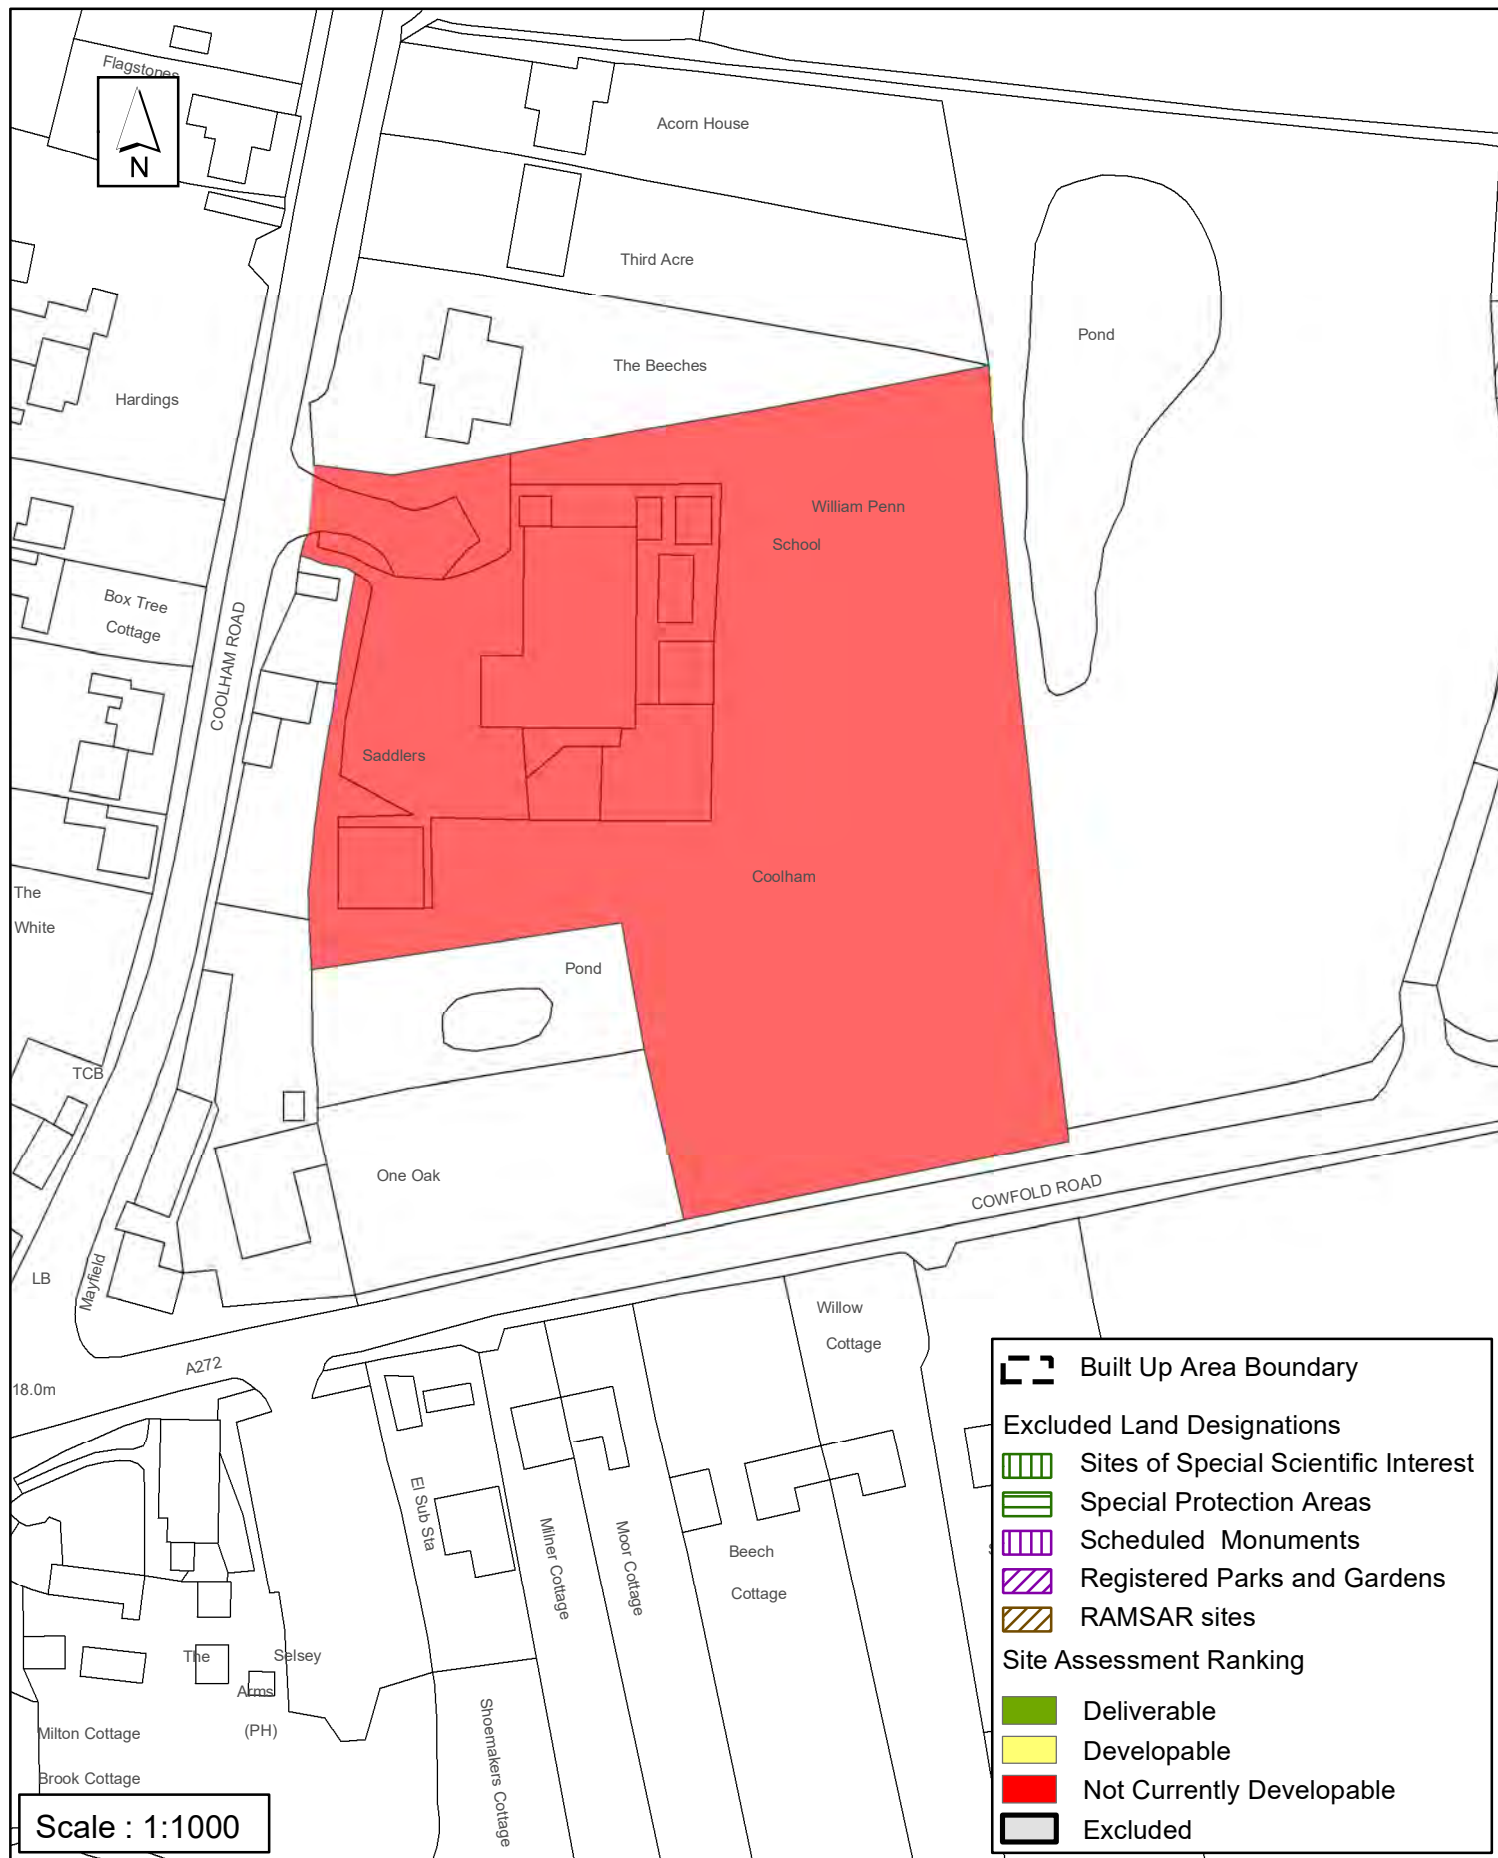 Flagstones
N
Acorn House
Third Acre
Pond
The Beeches
Hardings
William Penn
School
Box Tree
Cottage
COOLHAM ROAD
Saddlers
Coolham
The
White
Pond
TCB
One Oak
COWFOLD ROAD
LB
Mayfield
Willow
Cottage
A272
18.0m
El Sub Sta
Milner Cottage
Moor Cottage
Beech
Cottage
The Selsey
Arms
(PH)
Milton Cottage
Brook Cottage
Shoemakers Cottage
Scale : 1:1000
Built Up Area Boundary
Excluded Land Designations
Sites of Special Scientific Interest
Special Protection Areas
Scheduled Monuments
Registered Parks and Gardens
RAMSAR sites
Site Assessment Ranking
Deliverable
Developable
Not Currently Developable
Excluded